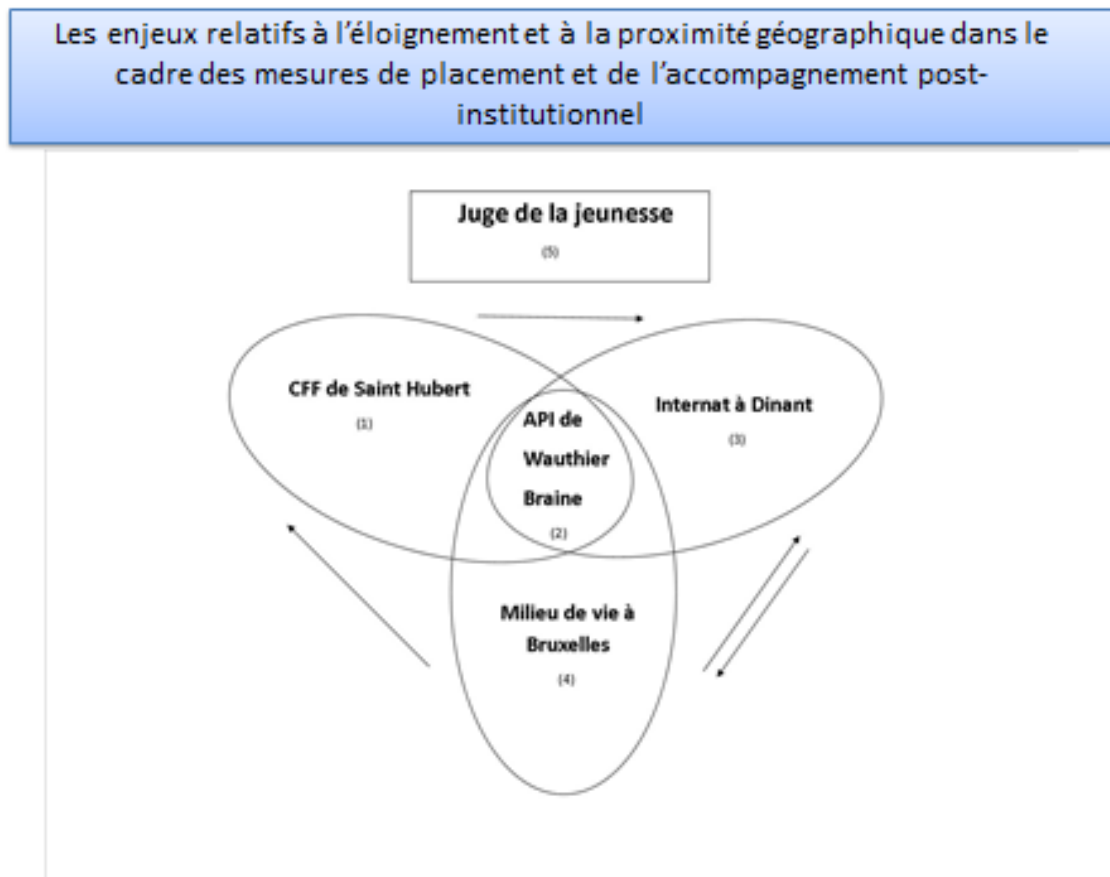 Les enjeux relatifs à l'éloignement et à la proximité géographique dans le
cadre des mesures de placement et de l'accompagnement post-
institutionnel
Juge de la jeunesse
(5)
CFF de Saint Hubert
(1)
Internat à Dinant
(3)
API de
Wauthier
Braine
(2)
Milieu de vie à
Bruxelles
(4)